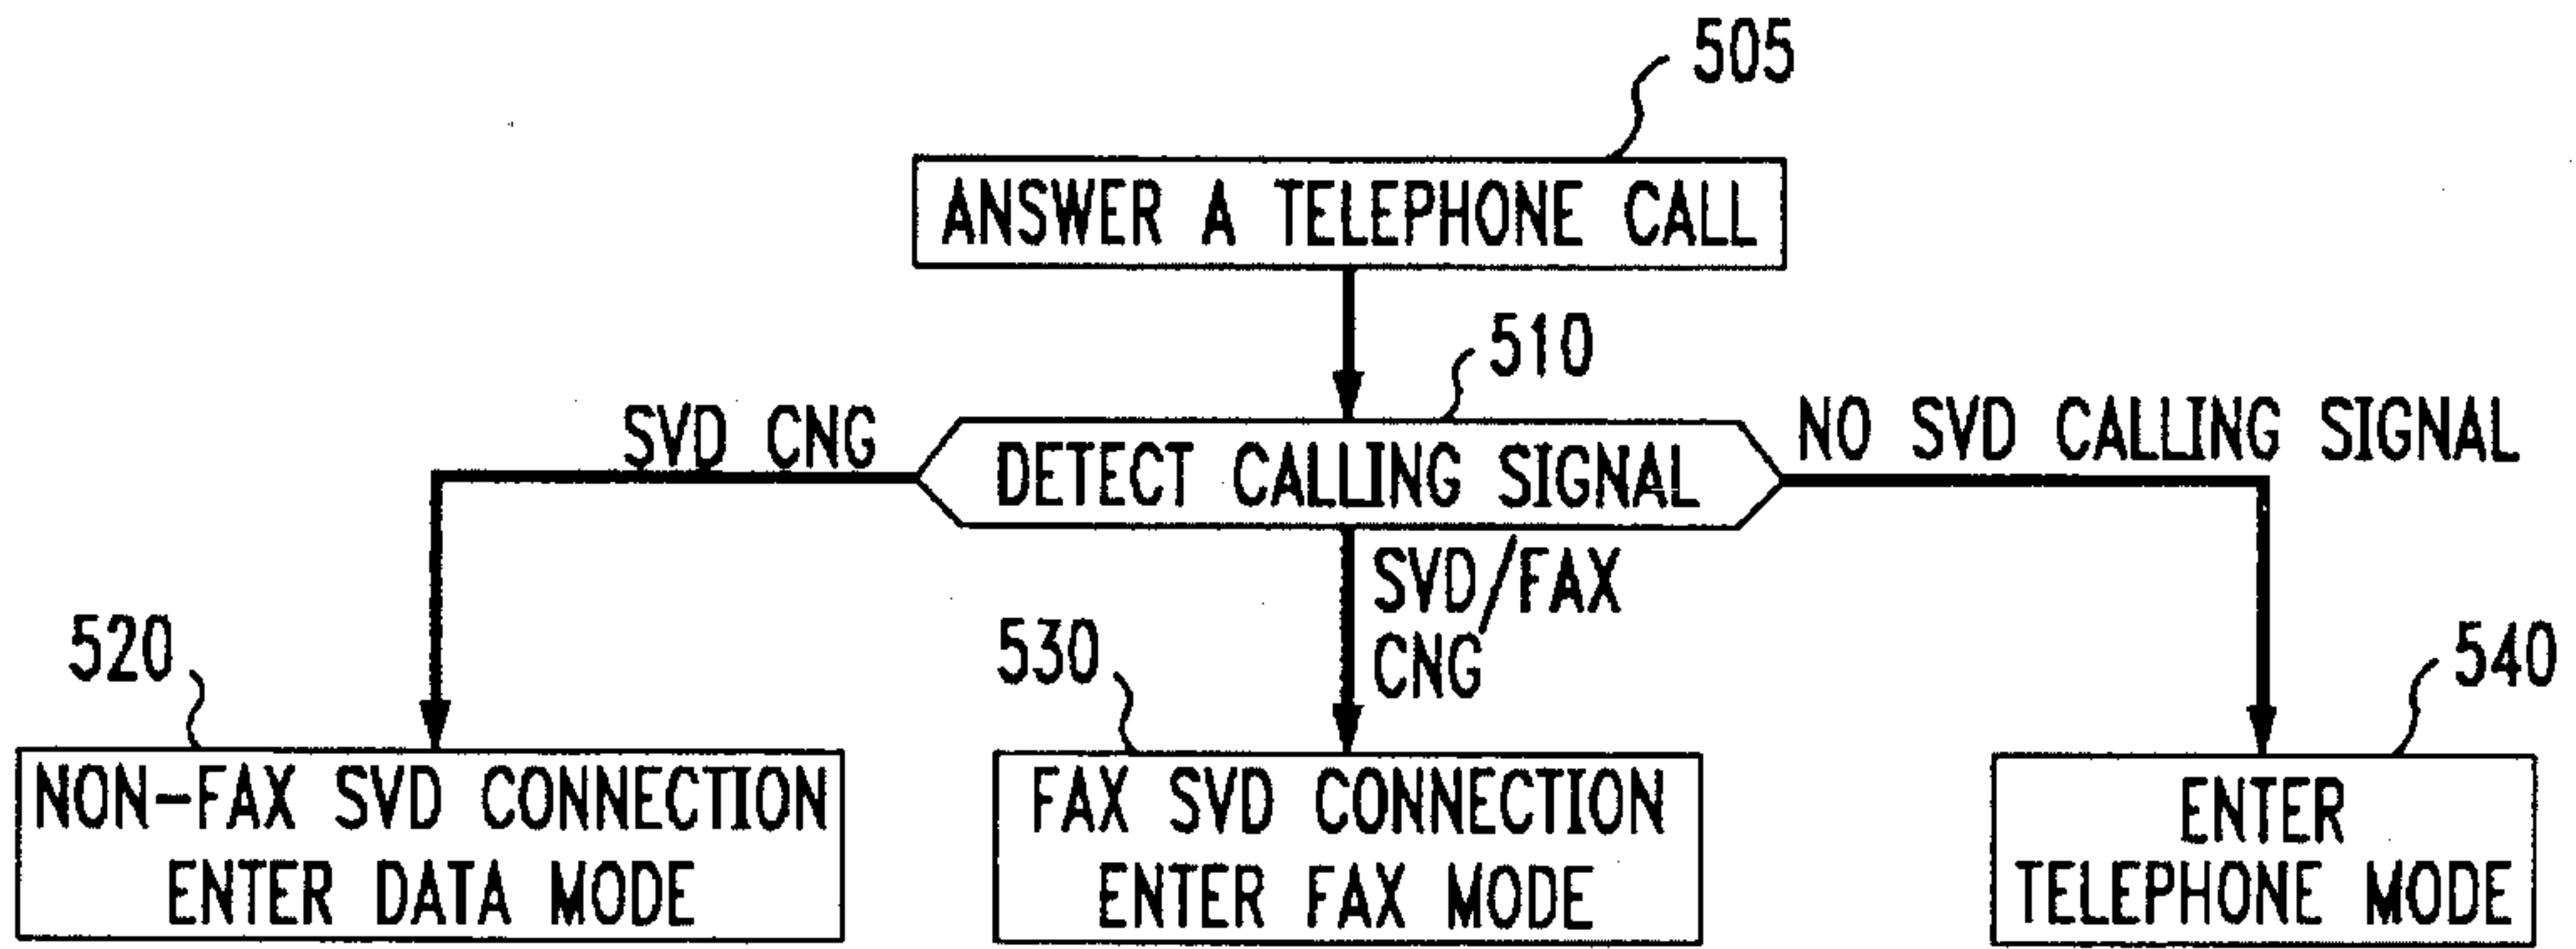 505
ANSWER A TELEPHONE CALL
510
SVD CNG
DETECT CALLING SIGNAL
NO SVD CALLING SIGNAL
SVD/FAX
CNG
520
530
540
NON-FAX SVD CONNECTION
ENTER DATA MODE
FAX SVD CONNECTION
ENTER FAX MODE
ENTER
TELEPHONE MODE